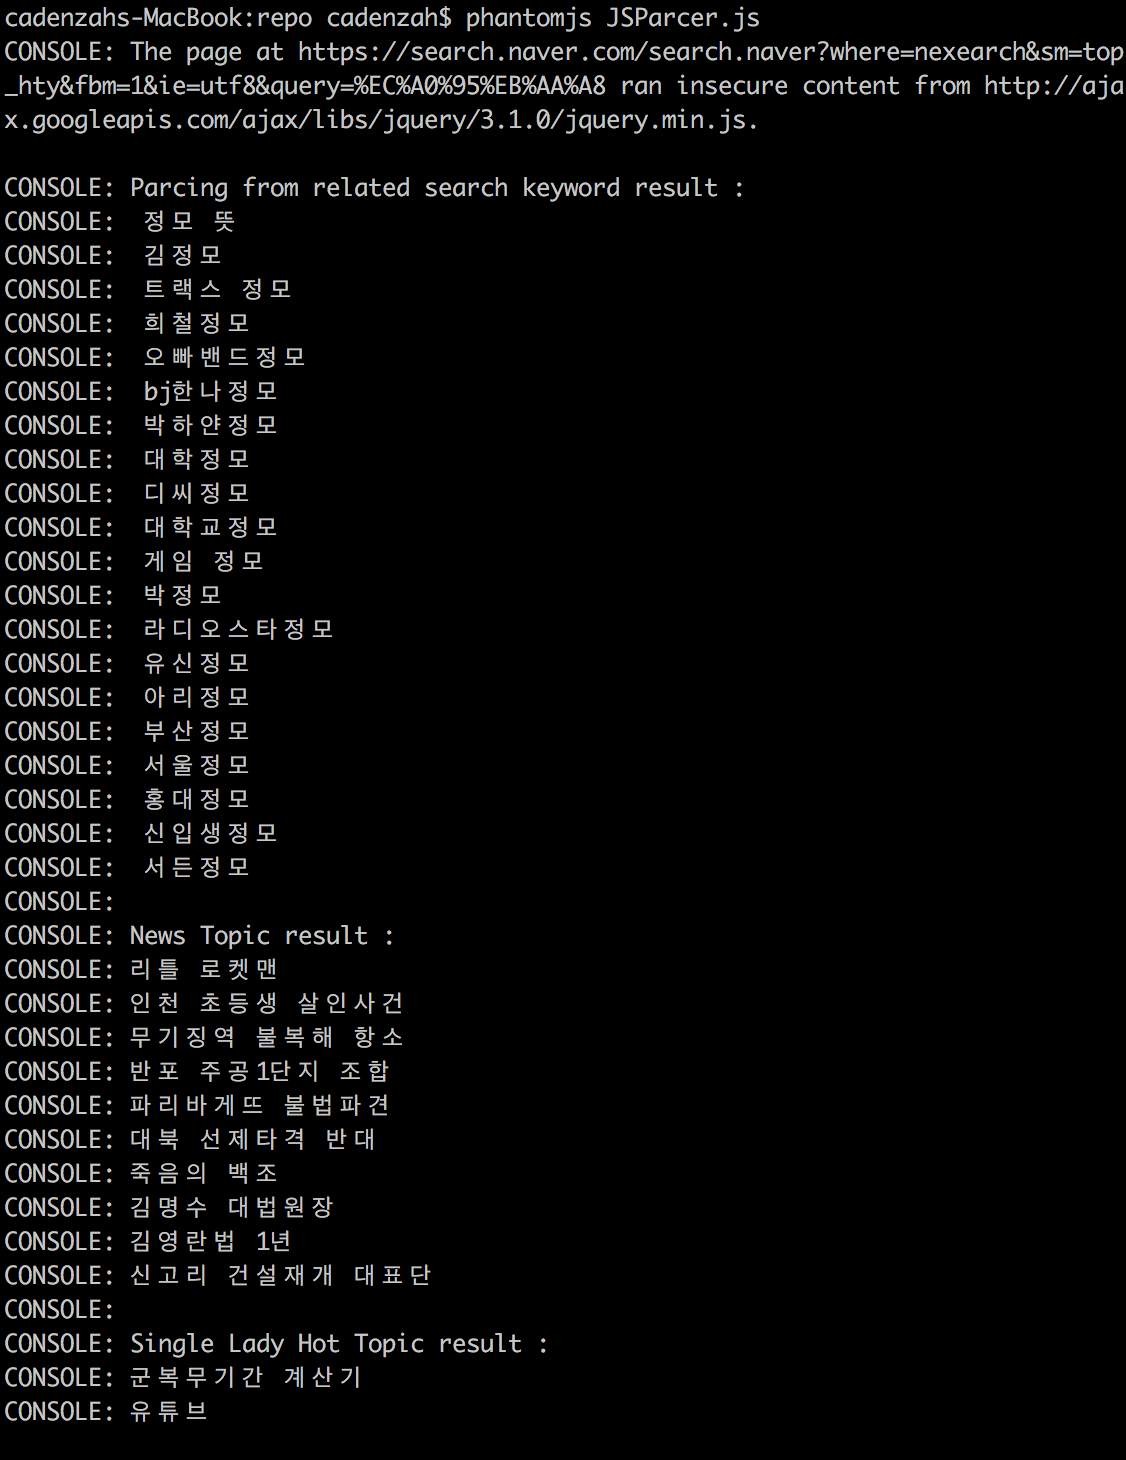 cadenzahs-MacBook:repo cadenzah$ phantomjs JSParcer.js
CONSOLE: The page at https://search.naver.com/search.naver?where=nexearch&sm=top
_hty&fbm=1&ie=utf8&query=%EC%A0%95%EB%AA%A8 ran insecure content from http://aja
x.googleapis.com/ajax/libs/jquery/3.1.0/jquery.min.js.
CONSOLE: Parcing from related search keyword result :
CONSOLE:  정모 뜻
CONSOLE:  김정모
CONSOLE:  트랙스 정모
CONSOLE:  희철정모
CONSOLE:  오빠밴드정모
CONSOLE:  bj한나정모
CONSOLE:  박하얀정모
CONSOLE:  대학정모
CONSOLE:  디씨정모
CONSOLE:  대학교정모
CONSOLE:  게임 정모
CONSOLE:  박정모
CONSOLE:  라디오스타정모
CONSOLE:  유신정모
CONSOLE:  아리정모
CONSOLE:  부산정모
CONSOLE:  서울정모
CONSOLE:  홍대정모
CONSOLE:  신입생정모
CONSOLE:  서든정모
CONSOLE:
CONSOLE: News Topic result :
CONSOLE: 리틀 로켓맨
CONSOLE: 인천 초등생 살인사건
CONSOLE: 무기징역 불복해 항소
CONSOLE: 반포 주공1단지 조합
CONSOLE: 파리바게뜨 불법파견
CONSOLE: 대북 선제타격 반대
CONSOLE: 죽음의 백조
CONSOLE: 김명수 대법원장
CONSOLE: 김영란법 1년
CONSOLE: 신고리 건설재개 대표단
CONSOLE:
CONSOLE: Single Lady Hot Topic result :
CONSOLE: 군복무기간 계산기
CONSOLE: 유튜브